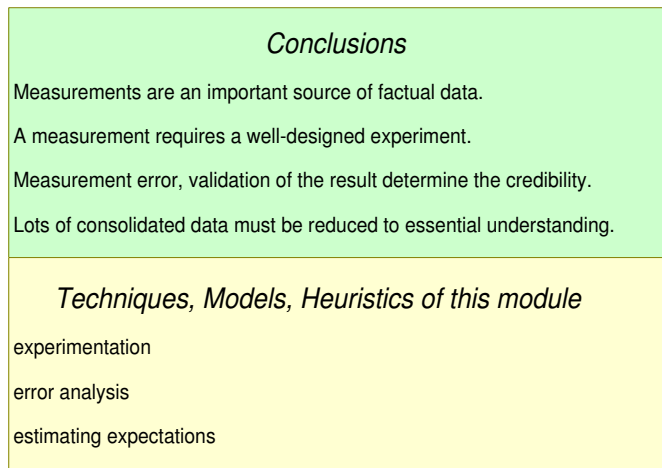 Conclusions
Measurements are an important source of factual data.
A measurement requires a well-designed experiment.
Measurement error, validation of the result determine the credibility.
Lots of consolidated data must be reduced to essential understanding.
Techniques, Models, Heuristics of this module
experimentation
error analysis
estimating expectations